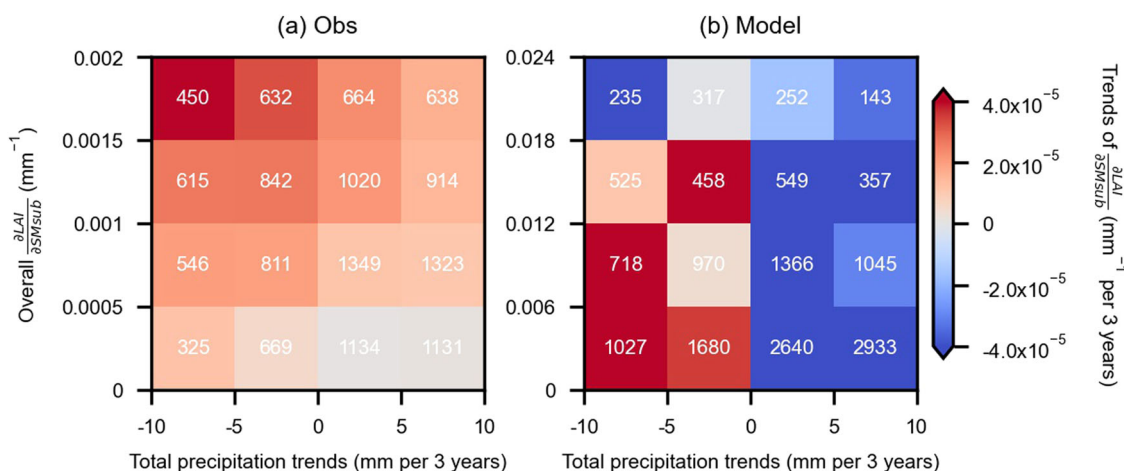 (a) Obs
(b) Model
Overall ∂LAI/∂SMsub (mm⁻¹)
0.002
0.0015
0.001
0.0005
0
450 632 664 638
615 842 1020 914
546 811 1349 1323
325 669 1134 1131
-10 -5 0 5 10
Total precipitation trends (mm per 3 years)
0.024
0.018
0.012
0.006
0
235 317 252 143
525 458 549 357
718 970 1366 1045
1027 1680 2640 2933
-10 -5 0 5 10
Total precipitation trends (mm per 3 years)
4.0x10⁻⁵
2.0x10⁻⁵
0
-2.0x10⁻⁵
-4.0x10⁻⁵
Trends of ∂LAI/∂SMsub (mm⁻¹ per 3 years)